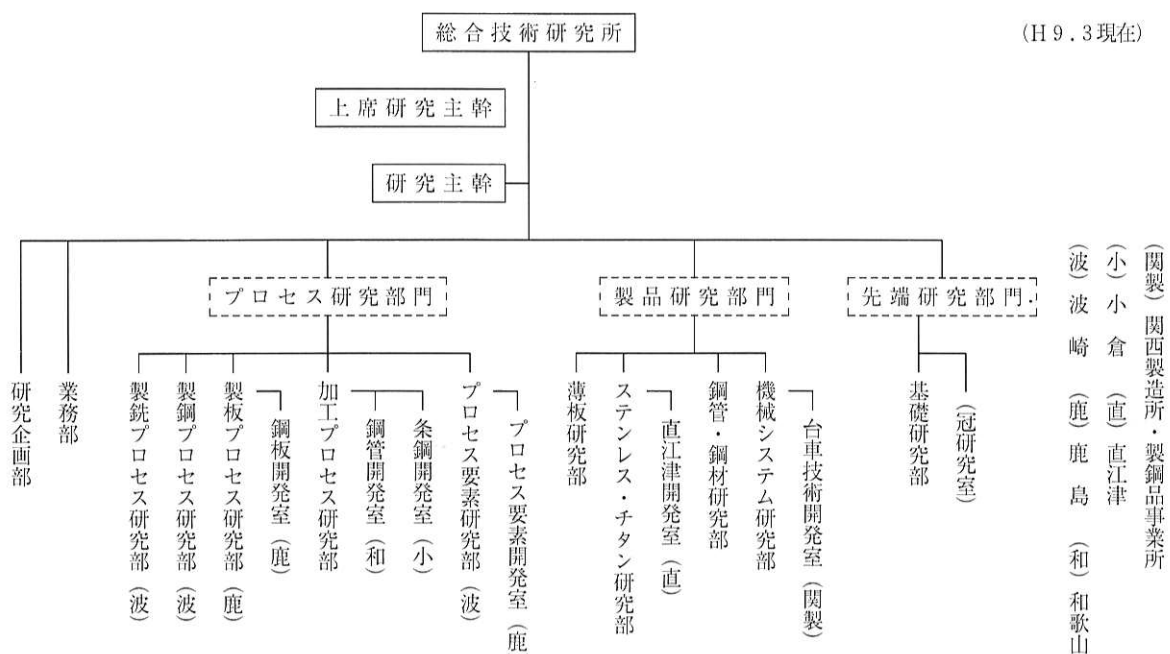 総合技術研究所
(H9.3現在)
上席研究主幹
研究主幹
プロセス研究部門
製品研究部門
先端研究部門.
研究企画部
業務部
製銑プロセス研究部(波)
製鋼プロセス研究部(波)
製板プロセス研究部(鹿)
鋼板開発室(鹿)
加工プロセス研究部
鋼管開発室(和)
条鋼開発室(小)
プロセス要素研究部(波)
プロセス要素開発室(鹿
薄板研究部
ステンレス・チタン研究部
直江津開発室(直)
鋼管・鋼材研究部
機械システム研究部
台車技術開発室(関製)
基礎研究部
(冠研究室)
(関製)関西製造所・製鋼品事業所
(小)小倉 (直)直江津
(波)波崎 (鹿)鹿島 (和)和歌山